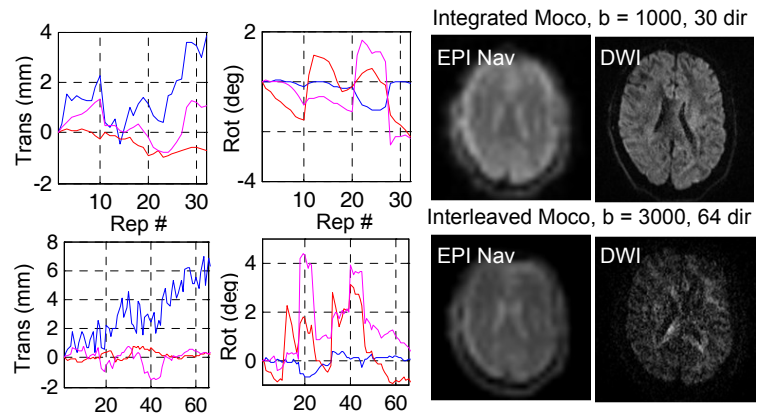 Integrated Moco, b = 1000, 30 dir
EPI Nav
DWI
Trans (mm)
4
2
0
-2
10
20
30
Rep #
Rot (deg)
2
-4
10
20
30
Rep #
Interleaved Moco, b = 3000, 64 dir
EPI Nav
DWI
Trans (mm)
8
6
4
2
0
-2
20
40
60
Rot (deg)
4
2
0
20
40
60